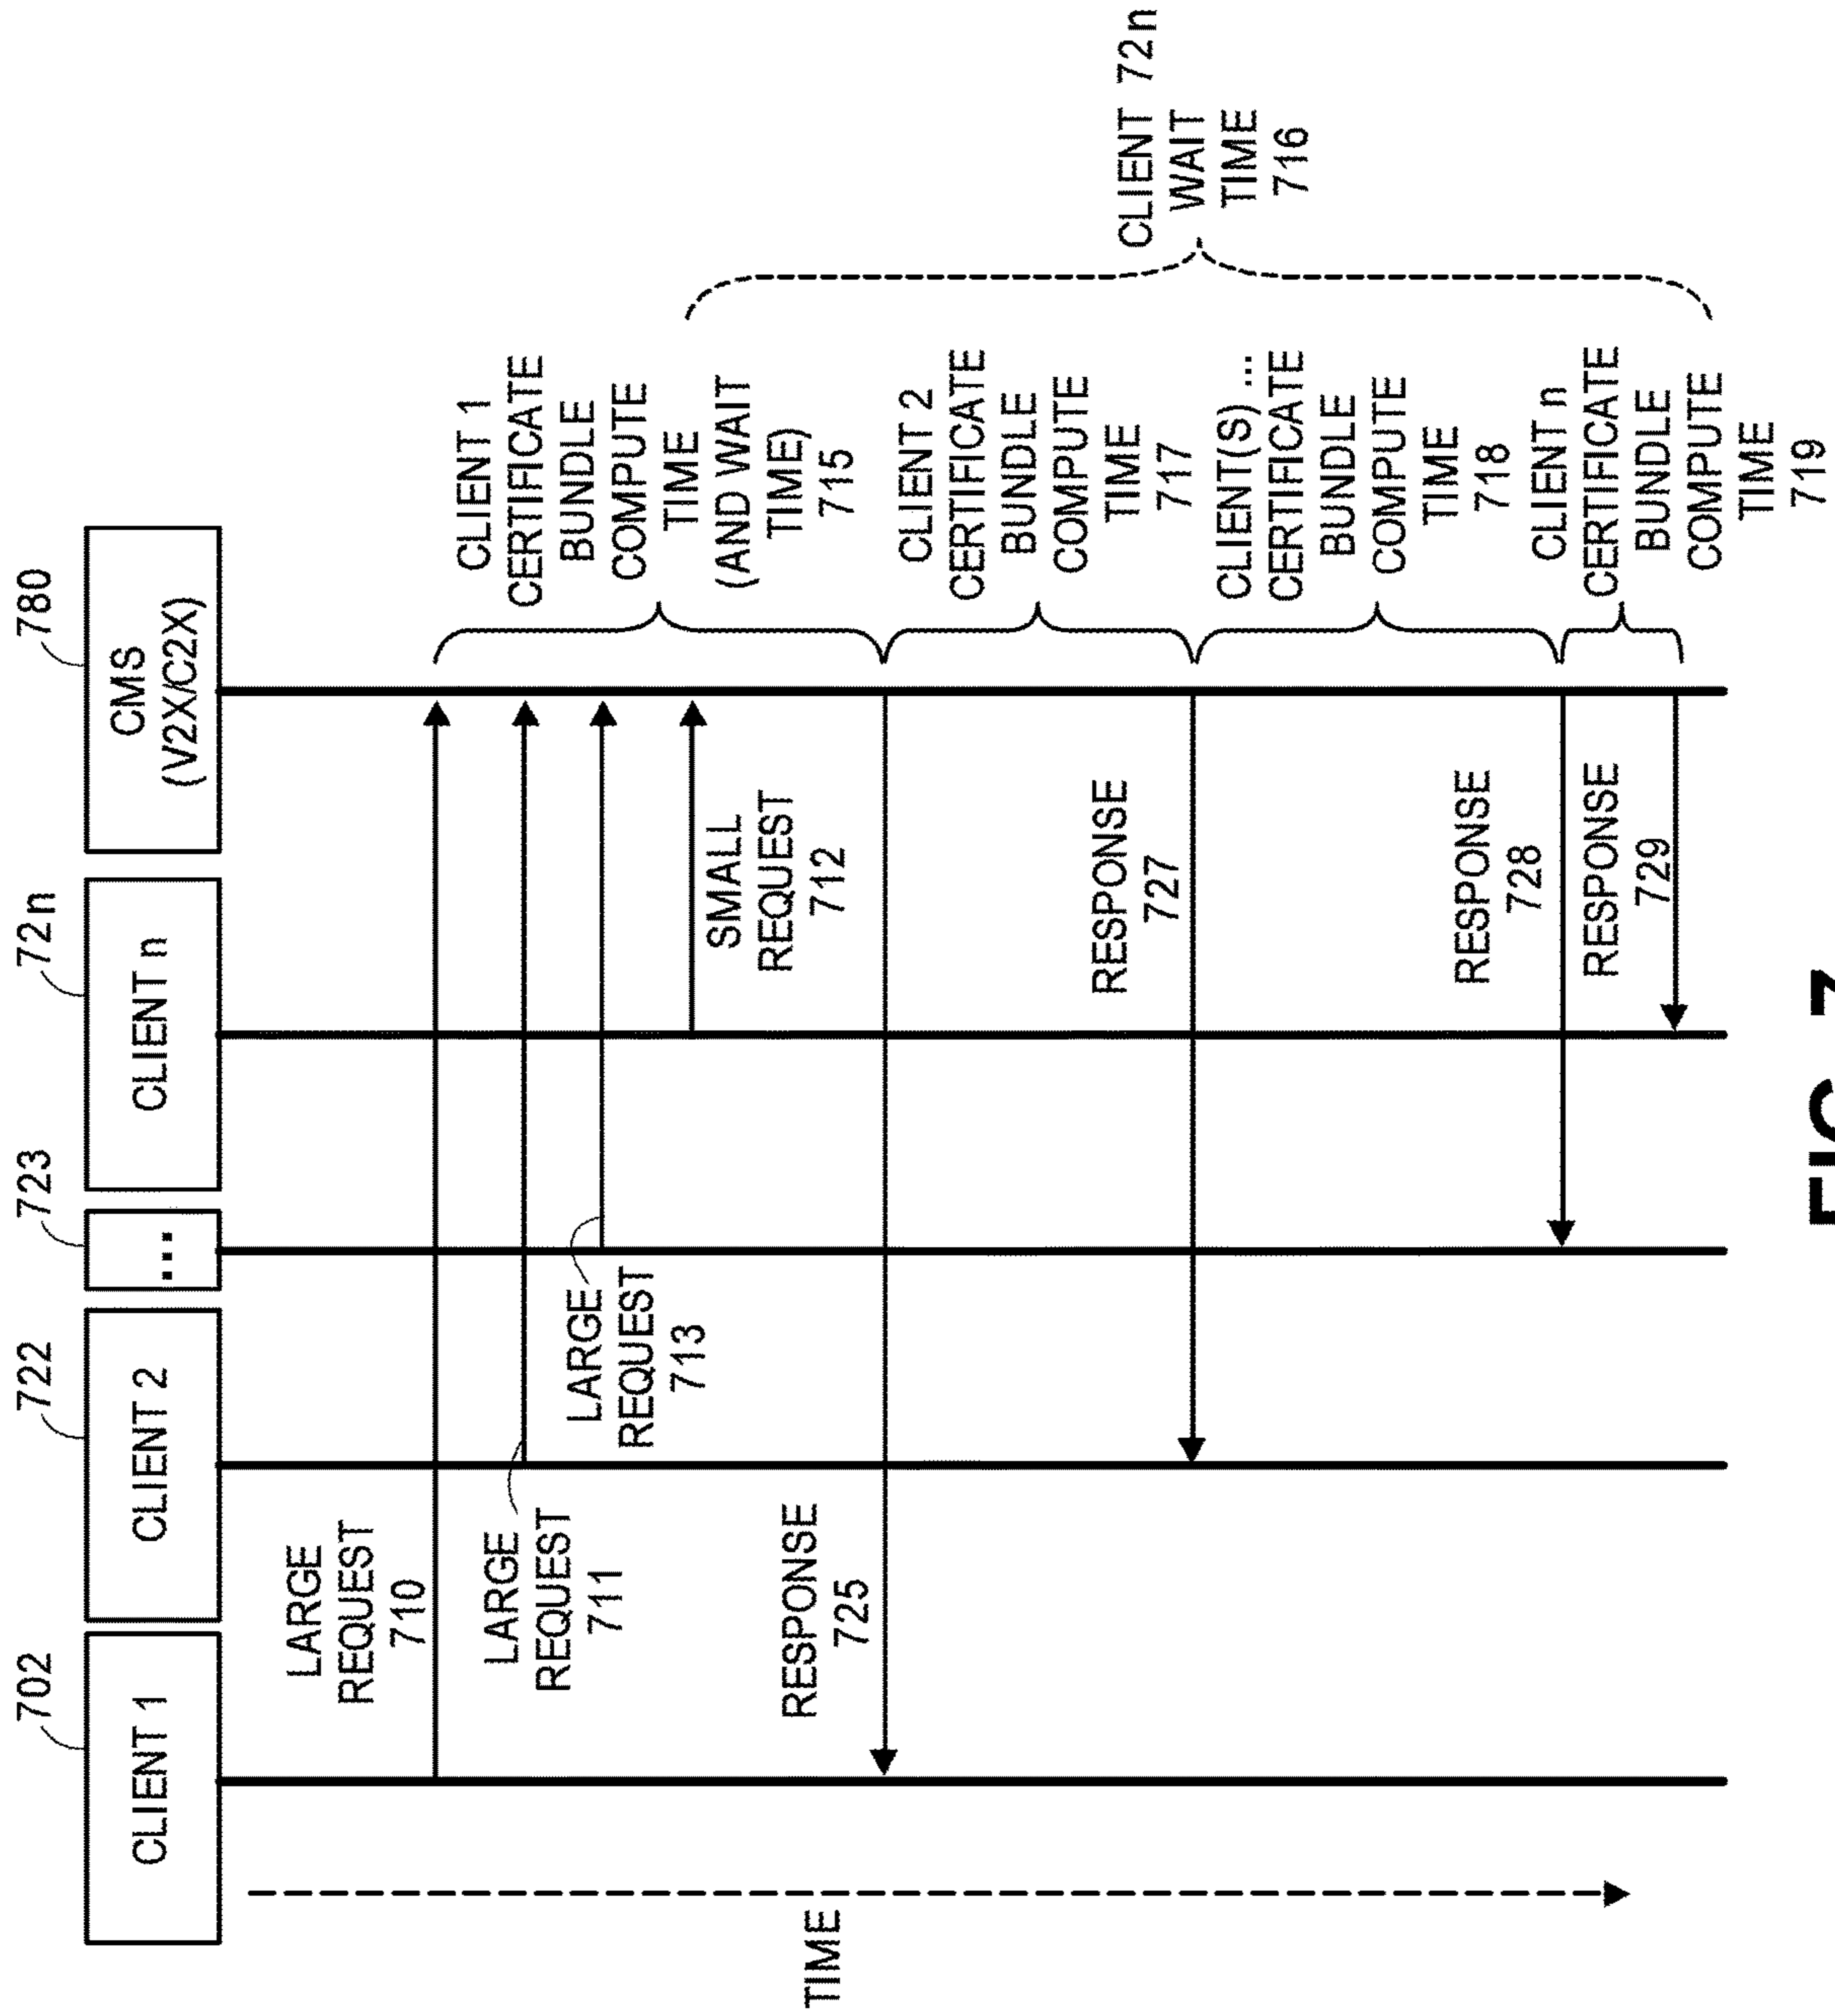 702
722
723
72n
780
CLIENT 1
CLIENT 2
...
CLIENT n
CMS
(V2X/C2X)
TIME
LARGE
REQUEST
710
LARGE
REQUEST
711
LARGE
REQUEST
713
SMALL
REQUEST
712
RESPONSE
725
RESPONSE
727
RESPONSE
728
RESPONSE
729
CLIENT 1
CERTIFICATE
BUNDLE
COMPUTE
TIME
(AND WAIT
TIME)
715
CLIENT 2
CERTIFICATE
BUNDLE
COMPUTE
TIME
717
CLIENT(S) ...
CERTIFICATE
BUNDLE
COMPUTE
TIME
718
CLIENT n
CERTIFICATE
BUNDLE
COMPUTE
TIME
719
CLIENT 72n
WAIT
TIME
716